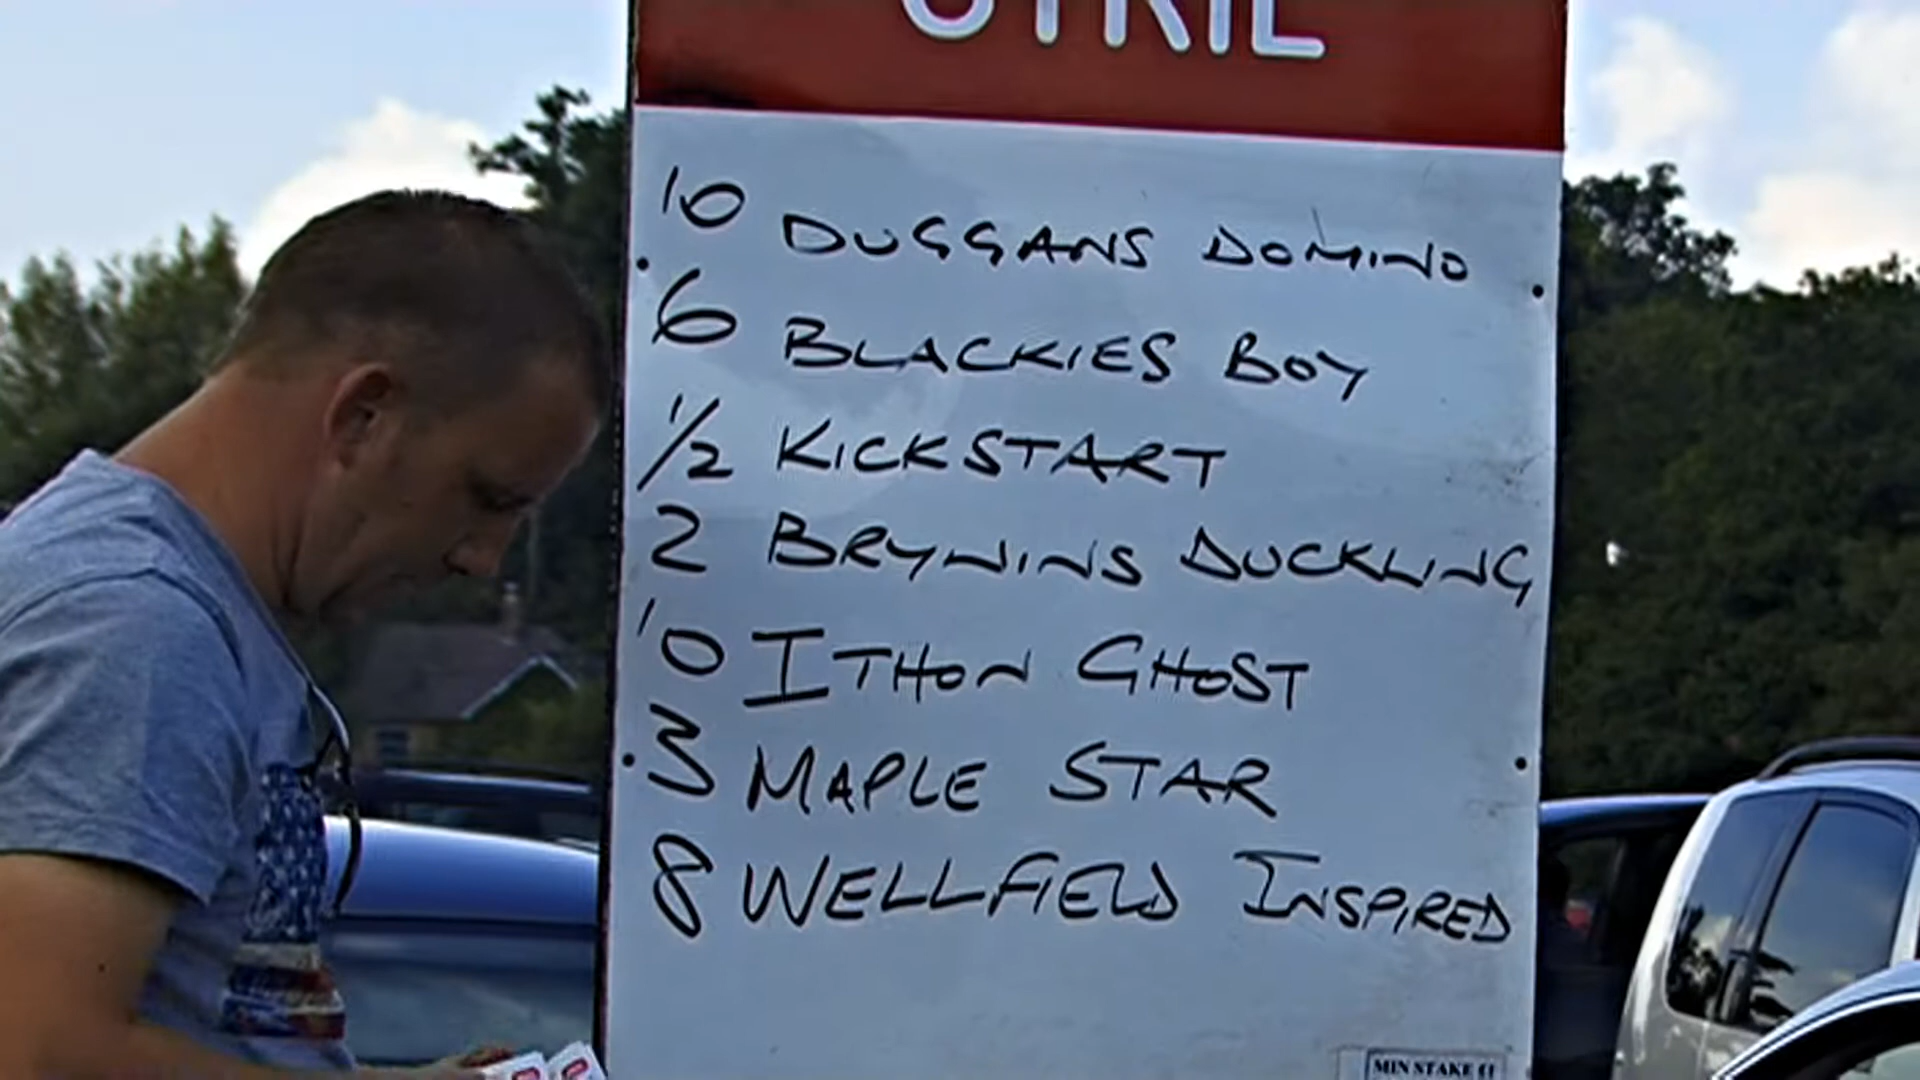 10 DUGGANS DOMINO
6 BLACKIES BOY
1/2 KICKSTART
2 BRYNINS DUCKLING
10 ITHON GHOST
3 MAPLE STAR
8 WELLFIELD INSPIRED
MIN STAKE £1